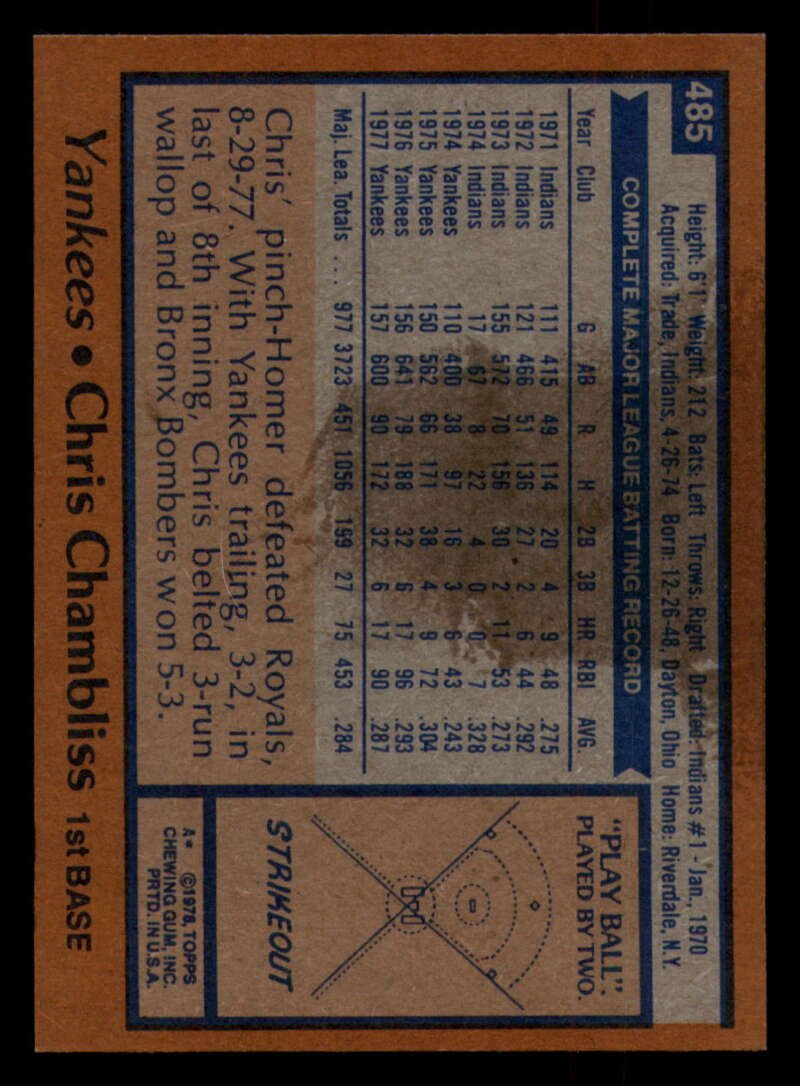 485
Height: 6'1" Weight: 212 Bats: Left Throws: Right Drafted: Indians #1 - Jan., 1970
Acquired: Trade, Indians, 4-26-74 Born: 12-26-48, Dayton, Ohio Home: Riverdale, N.Y.
COMPLETE MAJOR LEAGUE BATTING RECORD
Year Club G AB R H 2B 3B HR RBI AVG.
1971 Indians 111 415 49 114 20 4 9 48 .275
1972 Indians 121 466 51 136 27 2 6 44 .292
1973 Indians 155 572 70 156 30 2 11 53 .273
1974 Indians 17 67 8 22 4 0 0 7 .328
1974 Yankees 110 400 38 97 16 3 6 43 .243
1975 Yankees 150 562 66 171 38 4 9 72 .304
1976 Yankees 156 641 79 188 32 6 17 96 .293
1977 Yankees 157 600 90 172 32 6 17 90 .287
Maj. Lea. Totals ... 977 3723 451 1056 199 27 75 453 .284
Chris' pinch-Homer defeated Royals,
8-29-77. With Yankees trailing, 3-2, in
last of 8th inning, Chris belted 3-run
wallop and Bronx Bombers won 5-3.
"PLAY BALL":
PLAYED BY TWO.
STRIKEOUT
A* ©1978, TOPPS
CHEWING GUM, INC.
PRTD. IN U.S.A.
Yankees • Chris Chambliss 1st BASE